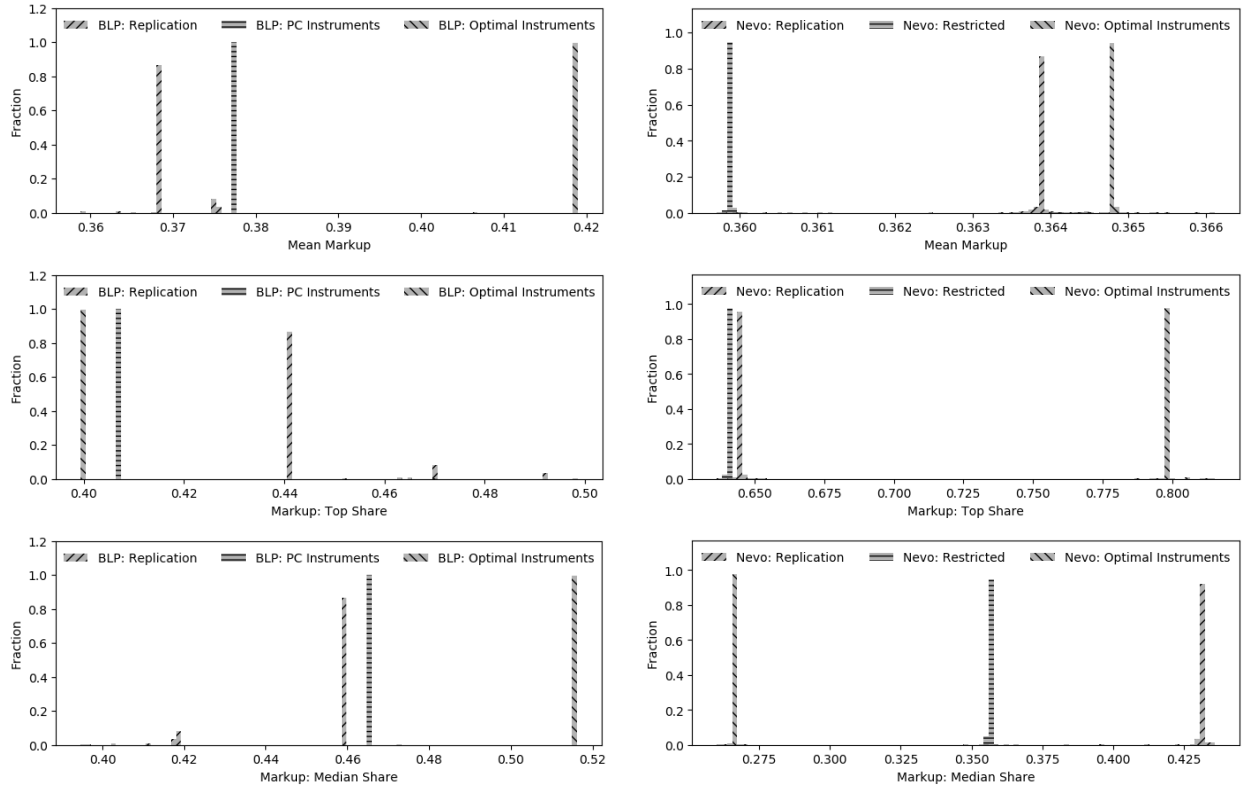 BLP: Replication BLP: PC Instruments BLP: Optimal Instruments
Fraction
1.2
1.0
0.8
0.6
0.4
0.2
0.0
0.36 0.37 0.38 0.39 0.40 0.41 0.42
Mean Markup
Nevo: Replication Nevo: Restricted Nevo: Optimal Instruments
Fraction
1.0
0.8
0.6
0.4
0.2
0.0
0.360 0.361 0.362 0.363 0.364 0.365 0.366
Mean Markup
BLP: Replication BLP: PC Instruments BLP: Optimal Instruments
Fraction
1.2
1.0
0.8
0.6
0.4
0.2
0.0
0.40 0.42 0.44 0.46 0.48 0.50
Markup: Top Share
Nevo: Replication Nevo: Restricted Nevo: Optimal Instruments
Fraction
1.0
0.8
0.6
0.4
0.2
0.0
0.650 0.675 0.700 0.725 0.750 0.775 0.800
Markup: Top Share
BLP: Replication BLP: PC Instruments BLP: Optimal Instruments
Fraction
1.2
1.0
0.8
0.6
0.4
0.2
0.0
0.40 0.42 0.44 0.46 0.48 0.50 0.52
Markup: Median Share
Nevo: Replication Nevo: Restricted Nevo: Optimal Instruments
Fraction
1.0
0.8
0.6
0.4
0.2
0.0
0.275 0.300 0.325 0.350 0.375 0.400 0.425
Markup: Median Share